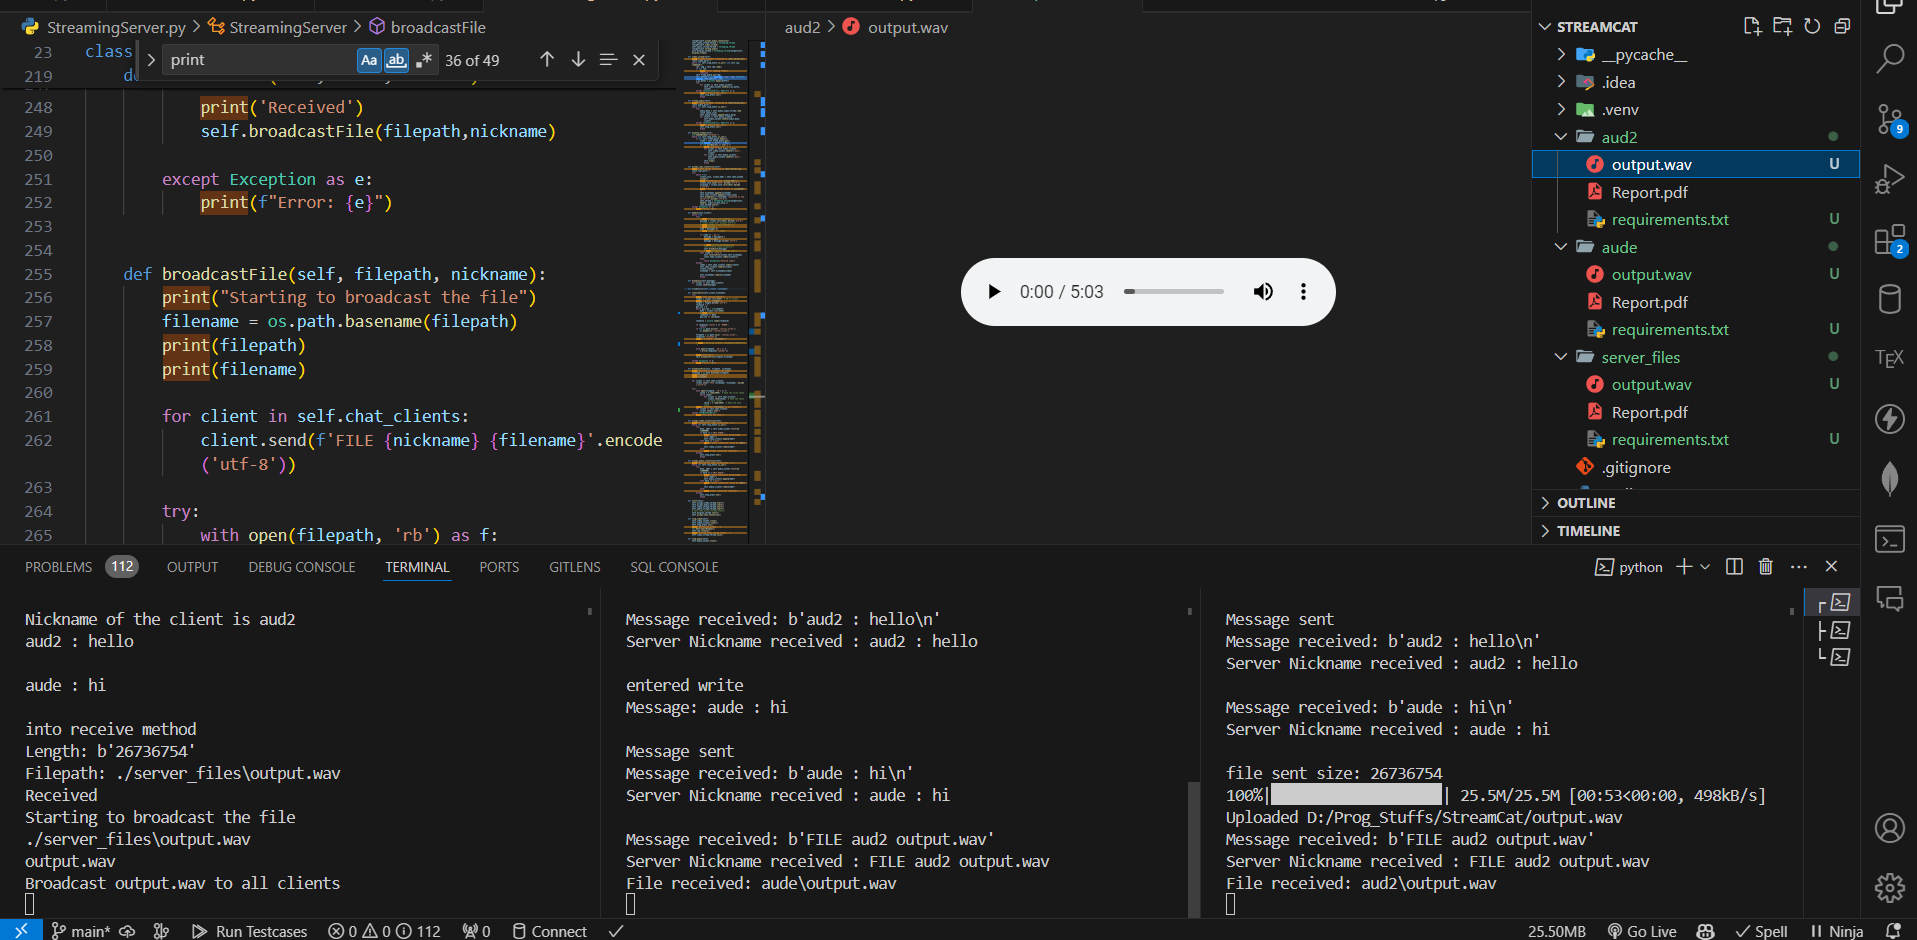 StreamingServer.py > StreamingServer > broadcastFile
print
Aa
ab
36 of 49
23 class
219 de
248 print('Received')
249 self.broadcastFile(filepath,nickname)
250
251 except Exception as e:
252 print(f"Error: {e}")
253
254
255 def broadcastFile(self, filepath, nickname):
256 print("Starting to broadcast the file")
257 filename = os.path.basename(filepath)
258 print(filepath)
259 print(filename)
260
261 for client in self.chat_clients:
262 client.send(f'FILE {nickname} {filename}'.encode
('utf-8'))
263
264 try:
265 with open(filepath, 'rb') as f:
aud2 > output.wav
0:00 / 5:03
STREAMCAT
__pycache__
.idea
.venv
aud2
output.wav U
Report.pdf
requirements.txt U
aude
output.wav U
Report.pdf
requirements.txt U
server_files
output.wav U
Report.pdf
requirements.txt U
.gitignore
OUTLINE
TIMELINE
9
2
TEX
PROBLEMS 112 OUTPUT DEBUG CONSOLE TERMINAL PORTS GITLENS SQL CONSOLE
python
Nickname of the client is aud2
aud2 : hello
aude : hi
into receive method
Length: b'26736754'
Filepath: ./server_files\output.wav
Received
Starting to broadcast the file
./server_files\output.wav
output.wav
Broadcast output.wav to all clients
Message received: b'aud2 : hello\n'
Server Nickname received : aud2 : hello
entered write
Message: aude : hi
Message sent
Message received: b'aude : hi\n'
Server Nickname received : aude : hi
Message received: b'FILE aud2 output.wav'
Server Nickname received : FILE aud2 output.wav
File received: aude\output.wav
Message sent
Message received: b'aud2 : hello\n'
Server Nickname received : aud2 : hello
Message received: b'aude : hi\n'
Server Nickname received : aude : hi
file sent size: 26736754
100%| | 25.5M/25.5M [00:53<00:00, 498kB/s]
Uploaded D:/Prog_Stuffs/StreamCat/output.wav
Message received: b'FILE aud2 output.wav'
Server Nickname received : FILE aud2 output.wav
File received: aud2\output.wav
main* Run Testcases 0 0 112 0 Connect 25.50MB Go Live Spell Ninja